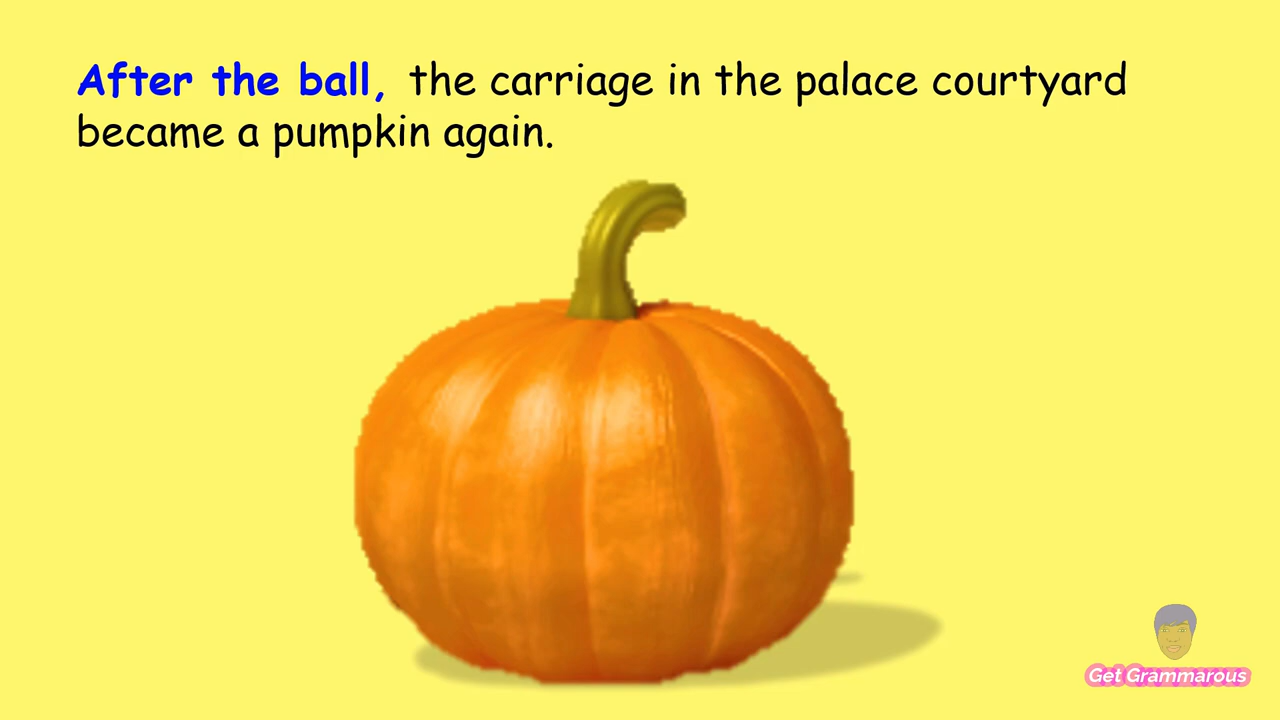 After the ball, the carriage in the palace courtyard
became a pumpkin again.
Get Grammarous